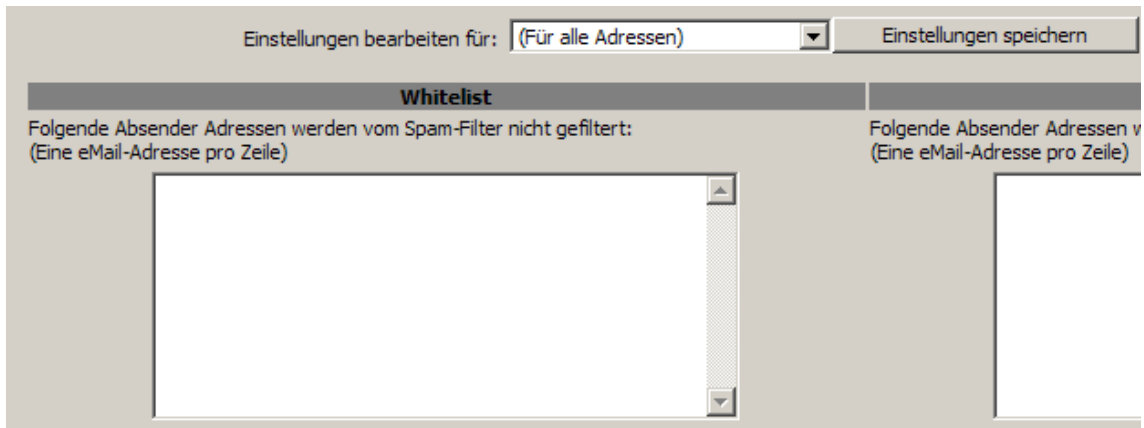 Einstellungen bearbeiten für: (Für alle Adressen) Einstellungen speichern
Whitelist
Folgende Absender Adressen werden vom Spam-Filter nicht gefiltert:
(Eine eMail-Adresse pro Zeile)
Folgende Absender Adressen
(Eine eMail-Adresse pro Zeile)